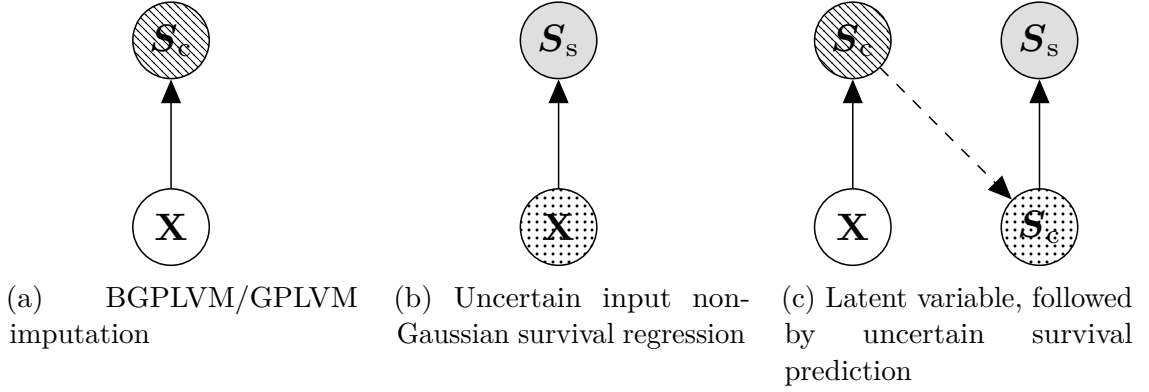 S_c
S_s
S_c
S_s
X
X
X
S_c
(a) BGPLVM/GPLVM
imputation
(b) Uncertain input non-
Gaussian survival regression
(c) Latent variable, followed
by uncertain survival
prediction